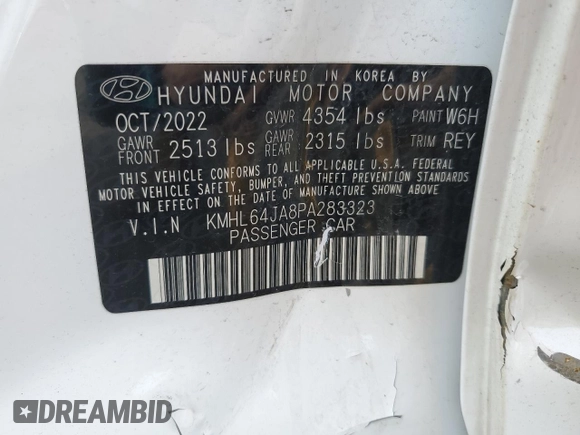 MANUFACTURED IN KOREA BY
HYUNDAI MOTOR COMPANY
OCT/2022 GVWR 4354 lbs PAINT W6H
GAWR FRONT 2513 lbs GAWR REAR: 2315 lbs TRIM REY
THIS VEHICLE CONFORMS TO ALL APPLICABLE U.S.A. FEDERAL
MOTOR VEHICLE SAFETY, BUMPER, AND THEFT PREVENTION STANDARDS
IN EFFECT ON THE DATE OF MANUFACTURE SHOWN ABOVE.
V.I.N KMHL64JA8PA283323
PASSENGER CAR
DREAMBID